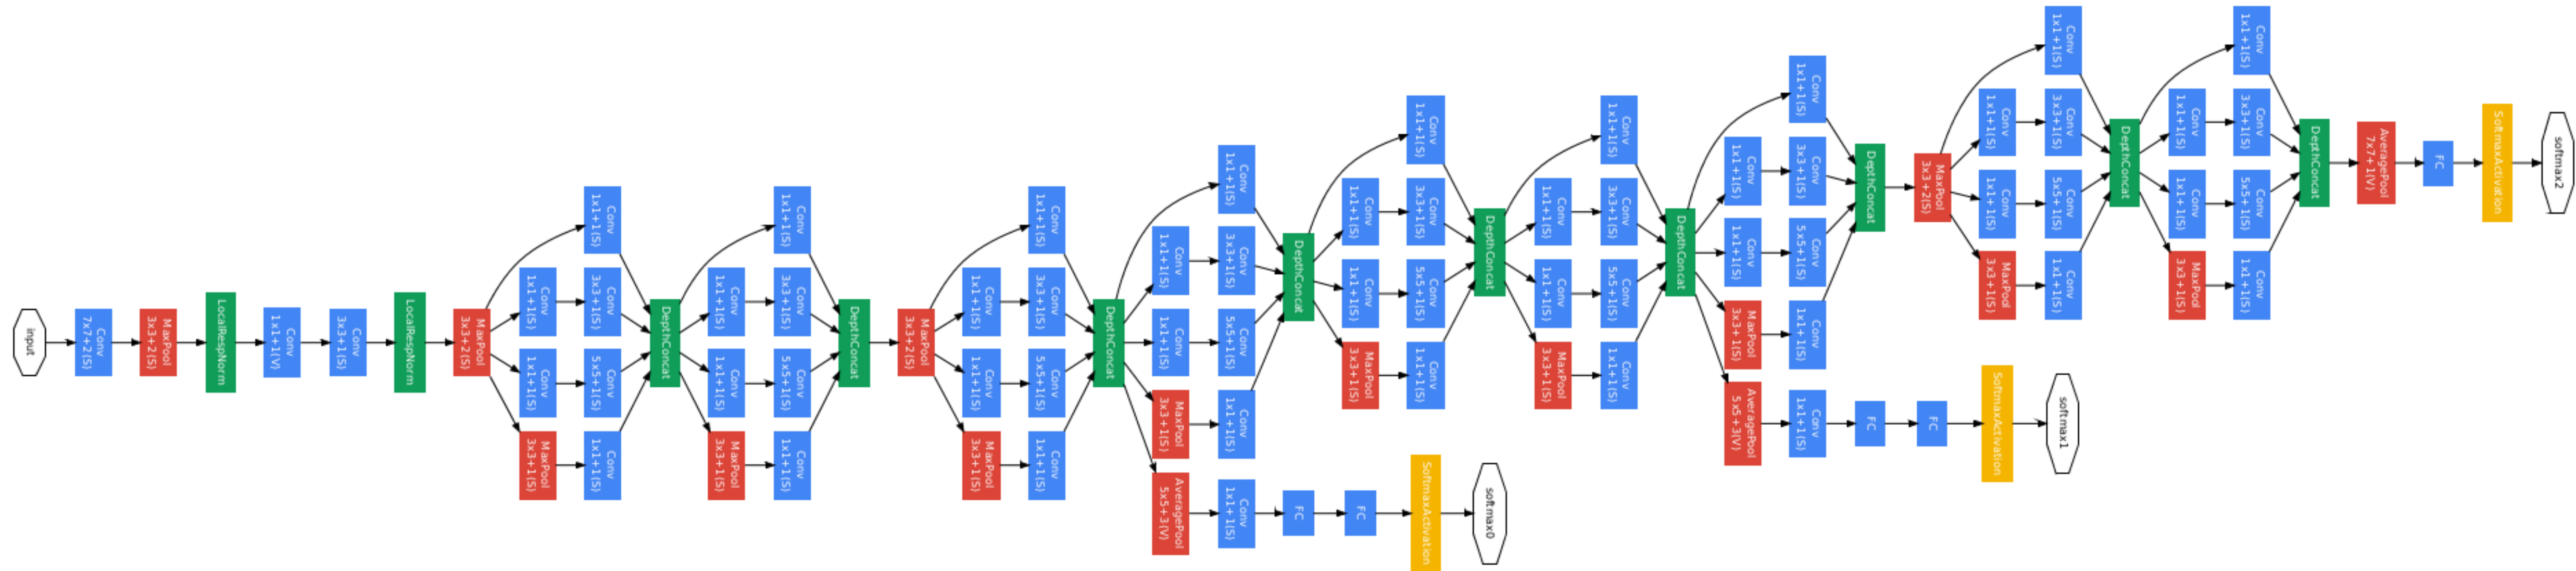 input
Conv
7x7+2(S)
MaxPool
3x3+2(S)
LocalRespNorm
Conv
1x1+1(V)
Conv
3x3+1(S)
LocalRespNorm
MaxPool
3x3+2(S)
Conv
1x1+1(S)
Conv
1x1+1(S)
Conv
3x3+1(S)
Conv
1x1+1(S)
Conv
5x5+1(S)
MaxPool
3x3+1(S)
Conv
1x1+1(S)
DepthConcat
Conv
1x1+1(S)
Conv
1x1+1(S)
Conv
3x3+1(S)
Conv
1x1+1(S)
Conv
5x5+1(S)
MaxPool
3x3+1(S)
Conv
1x1+1(S)
DepthConcat
MaxPool
3x3+2(S)
Conv
1x1+1(S)
Conv
1x1+1(S)
Conv
3x3+1(S)
Conv
1x1+1(S)
Conv
5x5+1(S)
MaxPool
3x3+1(S)
Conv
1x1+1(S)
DepthConcat
Conv
1x1+1(S)
Conv
1x1+1(S)
Conv
3x3+1(S)
Conv
1x1+1(S)
Conv
5x5+1(S)
MaxPool
3x3+1(S)
Conv
1x1+1(S)
AveragePool
5x5+3(V)
Conv
1x1+1(S)
FC
FC
SoftmaxActivation
softmax0
DepthConcat
Conv
1x1+1(S)
Conv
1x1+1(S)
Conv
3x3+1(S)
Conv
1x1+1(S)
Conv
5x5+1(S)
MaxPool
3x3+1(S)
Conv
1x1+1(S)
DepthConcat
Conv
1x1+1(S)
Conv
1x1+1(S)
Conv
3x3+1(S)
Conv
1x1+1(S)
Conv
5x5+1(S)
MaxPool
3x3+1(S)
Conv
1x1+1(S)
DepthConcat
Conv
1x1+1(S)
Conv
1x1+1(S)
Conv
3x3+1(S)
Conv
1x1+1(S)
Conv
5x5+1(S)
MaxPool
3x3+1(S)
Conv
1x1+1(S)
AveragePool
5x5+3(V)
Conv
1x1+1(S)
FC
FC
SoftmaxActivation
softmax1
DepthConcat
MaxPool
3x3+2(S)
Conv
1x1+1(S)
Conv
1x1+1(S)
Conv
3x3+1(S)
Conv
1x1+1(S)
Conv
5x5+1(S)
MaxPool
3x3+1(S)
Conv
1x1+1(S)
DepthConcat
Conv
1x1+1(S)
Conv
1x1+1(S)
Conv
3x3+1(S)
Conv
1x1+1(S)
Conv
5x5+1(S)
MaxPool
3x3+1(S)
Conv
1x1+1(S)
DepthConcat
AveragePool
7x7+1(V)
FC
SoftmaxActivation
softmax2